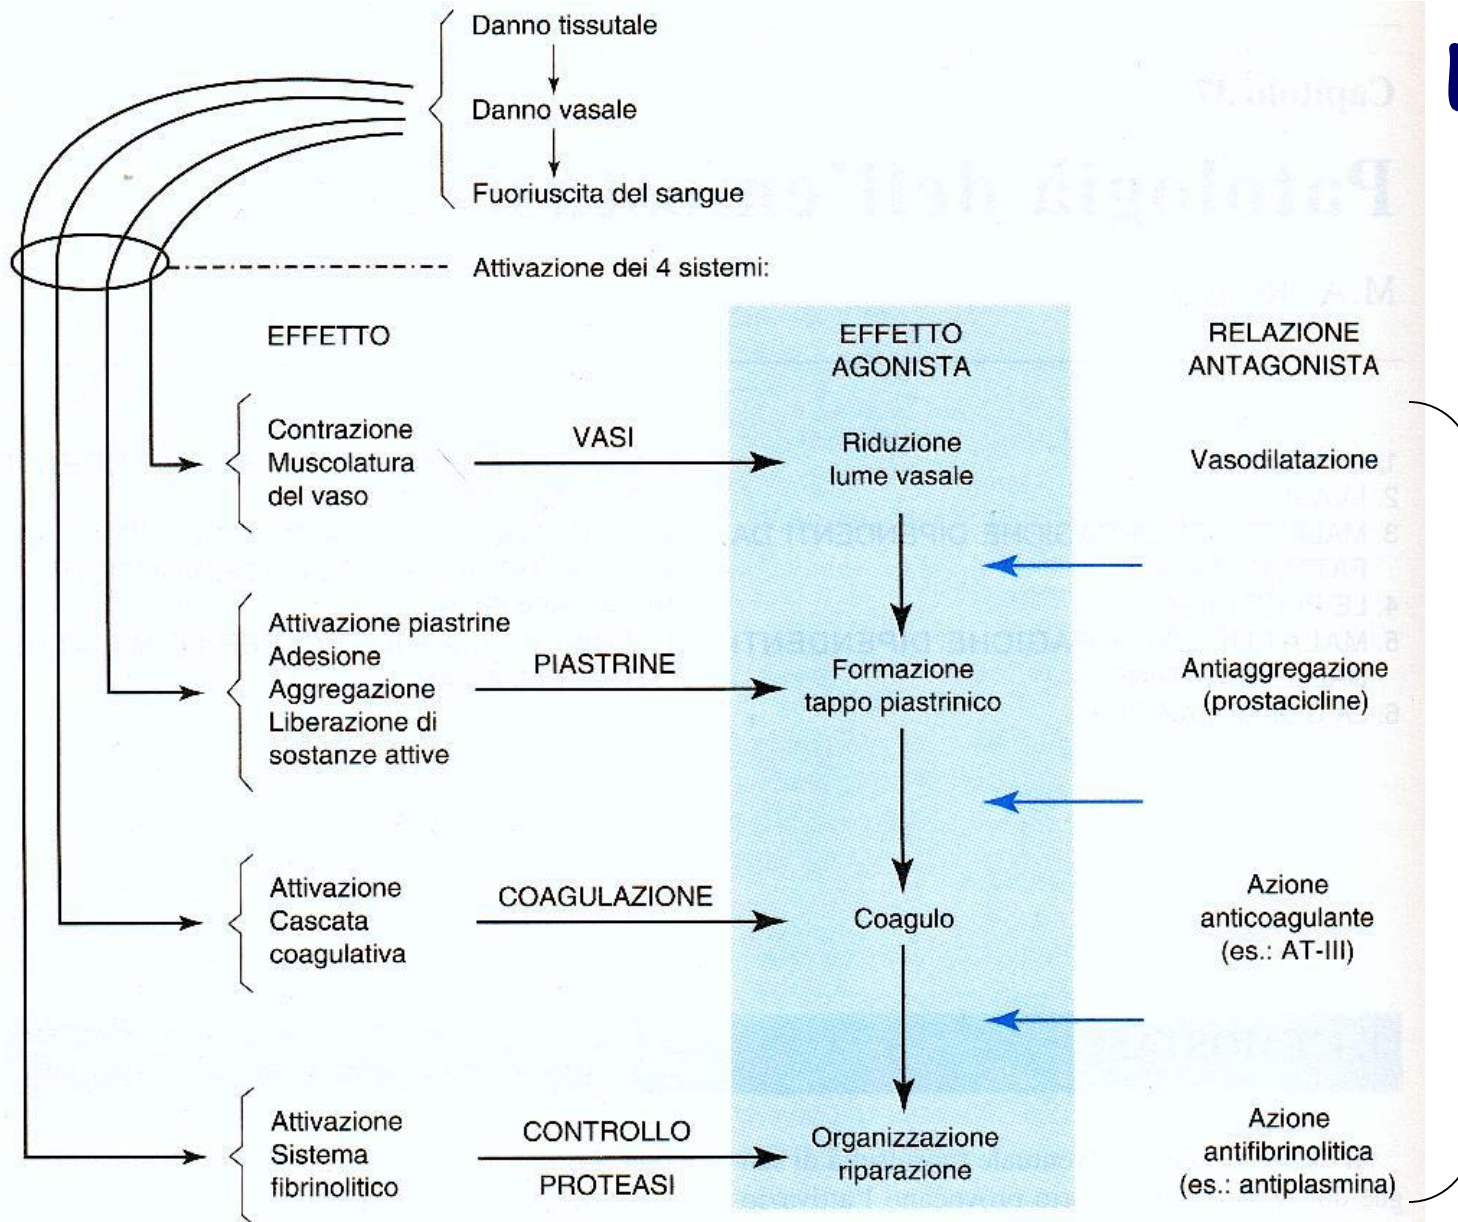 Danno tissutale
Danno vasale
Fuoriuscita del sangue
Attivazione dei 4 sistemi:
EFFETTO
EFFETTO
AGONISTA
RELAZIONE
ANTAGONISTA
Contrazione
Muscolatura
del vaso
VASI
Riduzione
lume vasale
Vasodilatazione
Attivazione piastrine
Adesione
Aggregazione
Liberazione di
sostanze attive
PIASTRINE
Formazione
tappo piastrinico
Antiaggregazione
(prostacicline)
Attivazione
Cascata
coagulativa
COAGULAZIONE
Coagulo
Azione
anticoagulante
(es.: AT-III)
Attivazione
Sistema
fibrinolitico
CONTROLLO
PROTEASI
Organizzazione
riparazione
Azione
antifibrinolitica
(es.: antiplasmina)